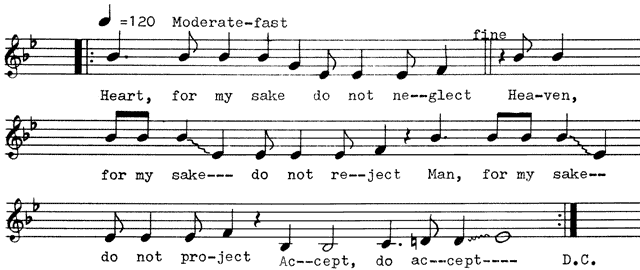 =120 Moderate-fast
fine
Heart, for my sake do not ne--glect Hea-ven,
for my sake--- do not re--ject Man, for my sake--
do not pro-ject Ac--cept, do ac--cept---- D.C.